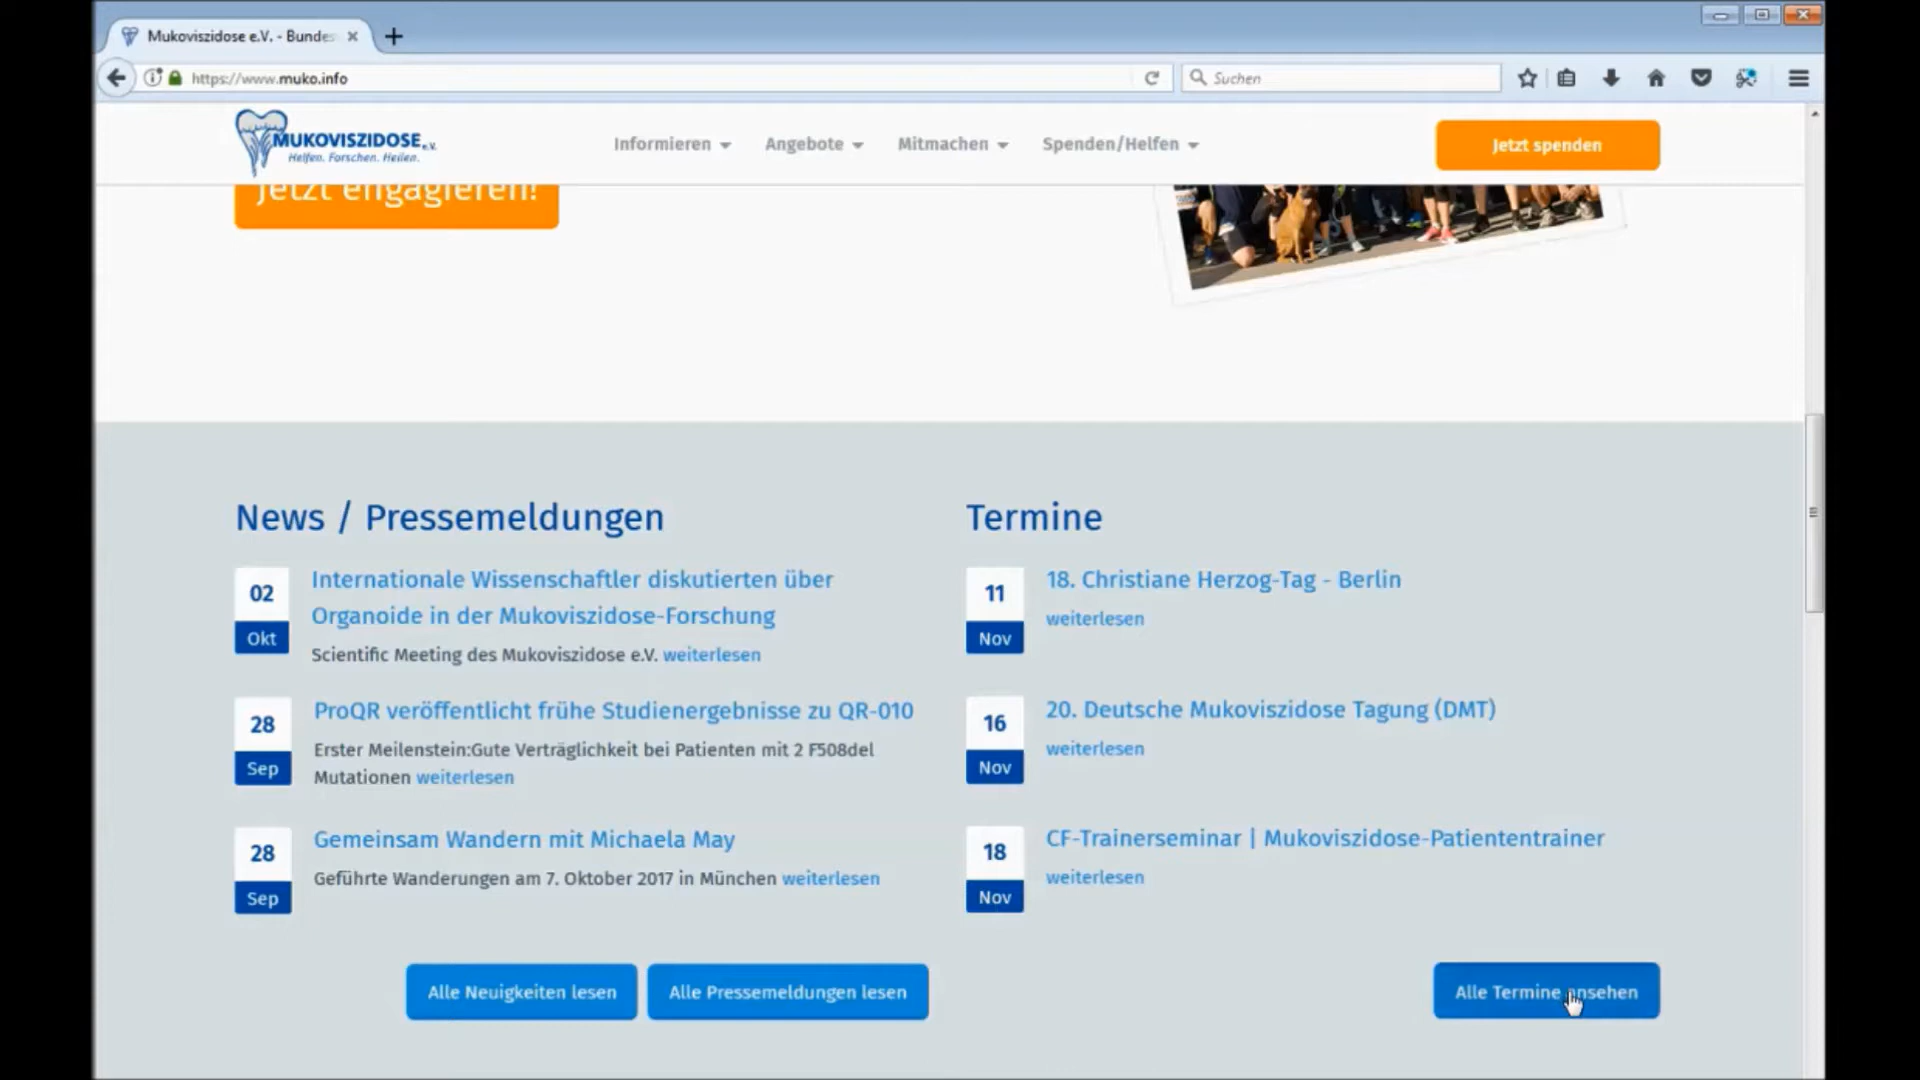 Mukoviszidose e.V. - Bundes
https://www.muko.info
Suchen
MUKOVISZIDOSE e.V.
Helfen. Forschen. Heilen.
Informieren
Angebote
Mitmachen
Spenden/Helfen
Jetzt spenden
Jetzt engagieren!
News / Pressemeldungen
02
Okt
Internationale Wissenschaftler diskutierten über
Organoide in der Mukoviszidose-Forschung
Scientific Meeting des Mukoviszidose e.V. weiterlesen
28
Sep
ProQR veröffentlicht frühe Studienergebnisse zu QR-010
Erster Meilenstein:Gute Verträglichkeit bei Patienten mit 2 F508del
Mutationen weiterlesen
28
Sep
Gemeinsam Wandern mit Michaela May
Geführte Wanderungen am 7. Oktober 2017 in München weiterlesen
Alle Neuigkeiten lesen
Alle Pressemeldungen lesen
Termine
11
Nov
18. Christiane Herzog-Tag - Berlin
weiterlesen
16
Nov
20. Deutsche Mukoviszidose Tagung (DMT)
weiterlesen
18
Nov
CF-Trainerseminar | Mukoviszidose-Patiententrainer
weiterlesen
Alle Termine ansehen